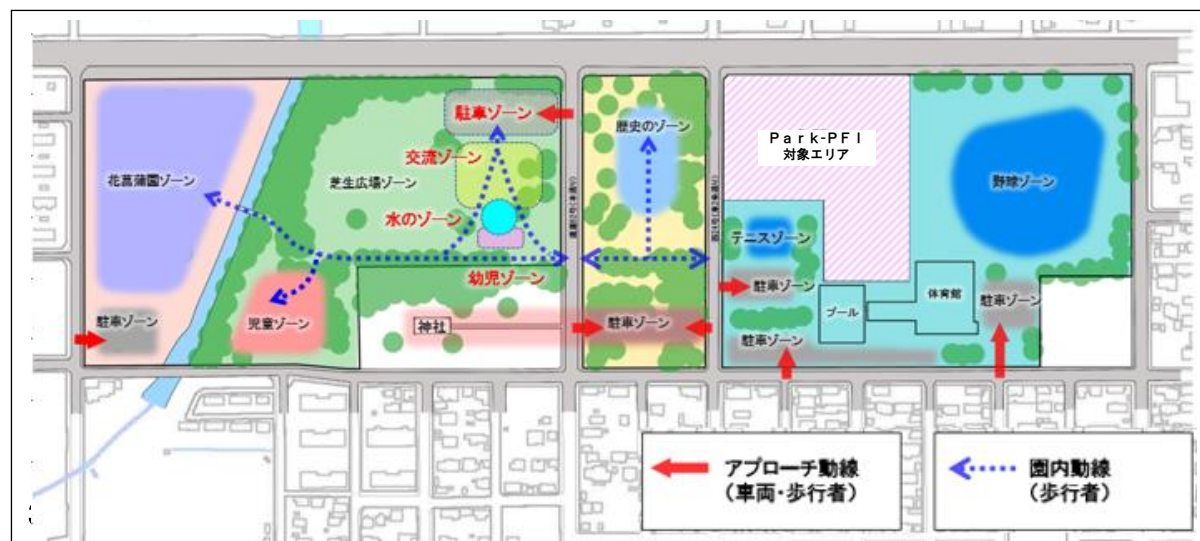 駐車ゾーン
歴史のゾーン
Ｐａｒｋ-ＰＦＩ
対象エリア
交流ゾーン
花菖蒲園ゾーン
芝生広場ゾーン
野球ゾーン
水のゾーン
テニスゾーン
幼児ゾーン
駐車ゾーン
体育館
駐車ゾーン
プール
駐車ゾーン
児童ゾーン
神社
駐車ゾーン
駐車ゾーン
アプローチ動線
（車両・歩行者）
園内動線
（歩行者）